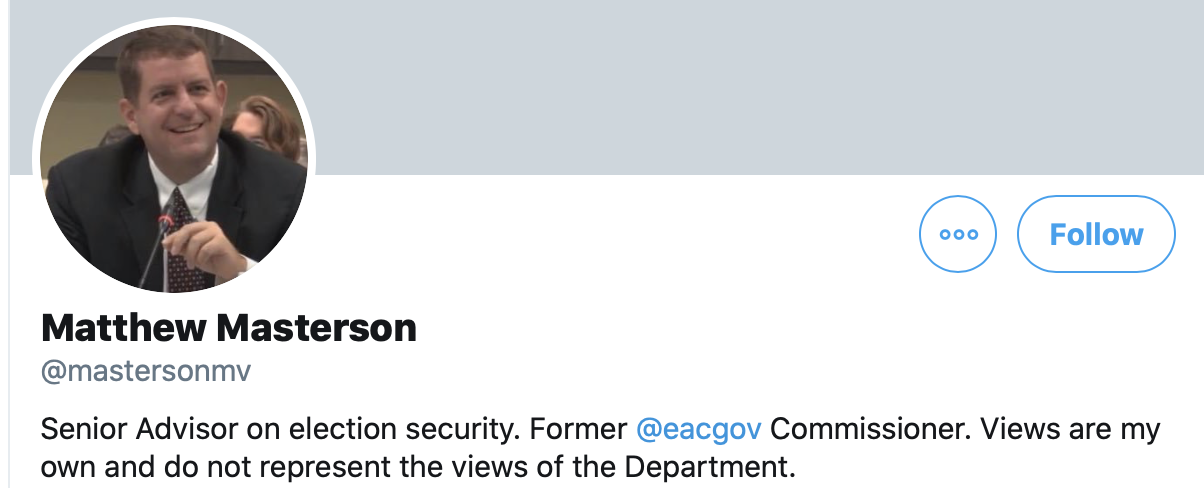 Follow
Matthew Masterson
@mastersonmv
Senior Advisor on election security. Former @eacgov Commissioner. Views are my
own and do not represent the views of the Department.